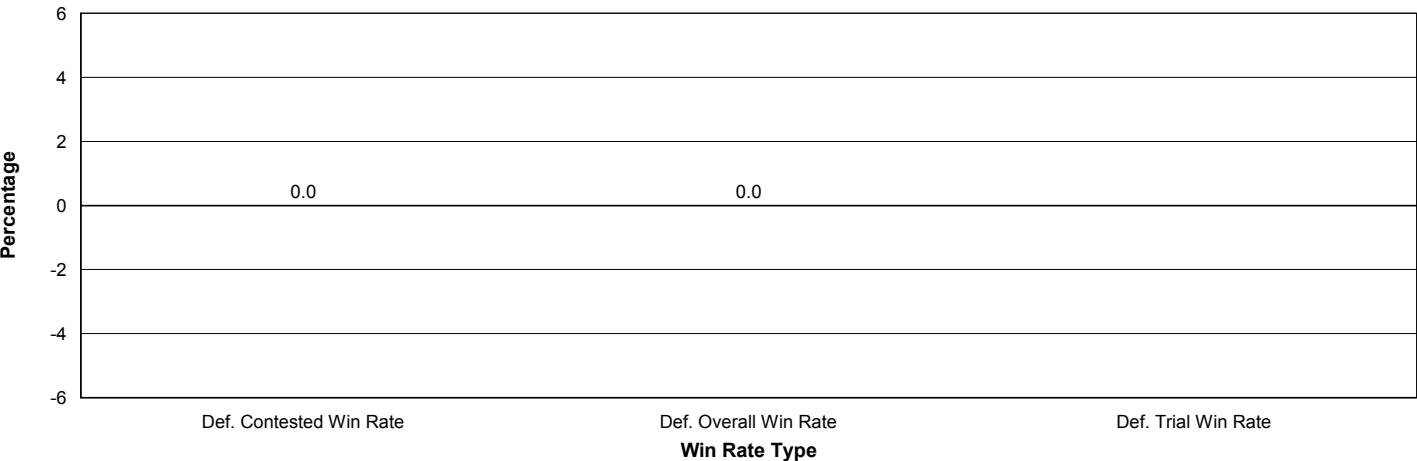 6
4
2
0
-2
-4
-6
Percentage
0.0
0.0
Def. Contested Win Rate
Def. Overall Win Rate
Def. Trial Win Rate
Win Rate Type